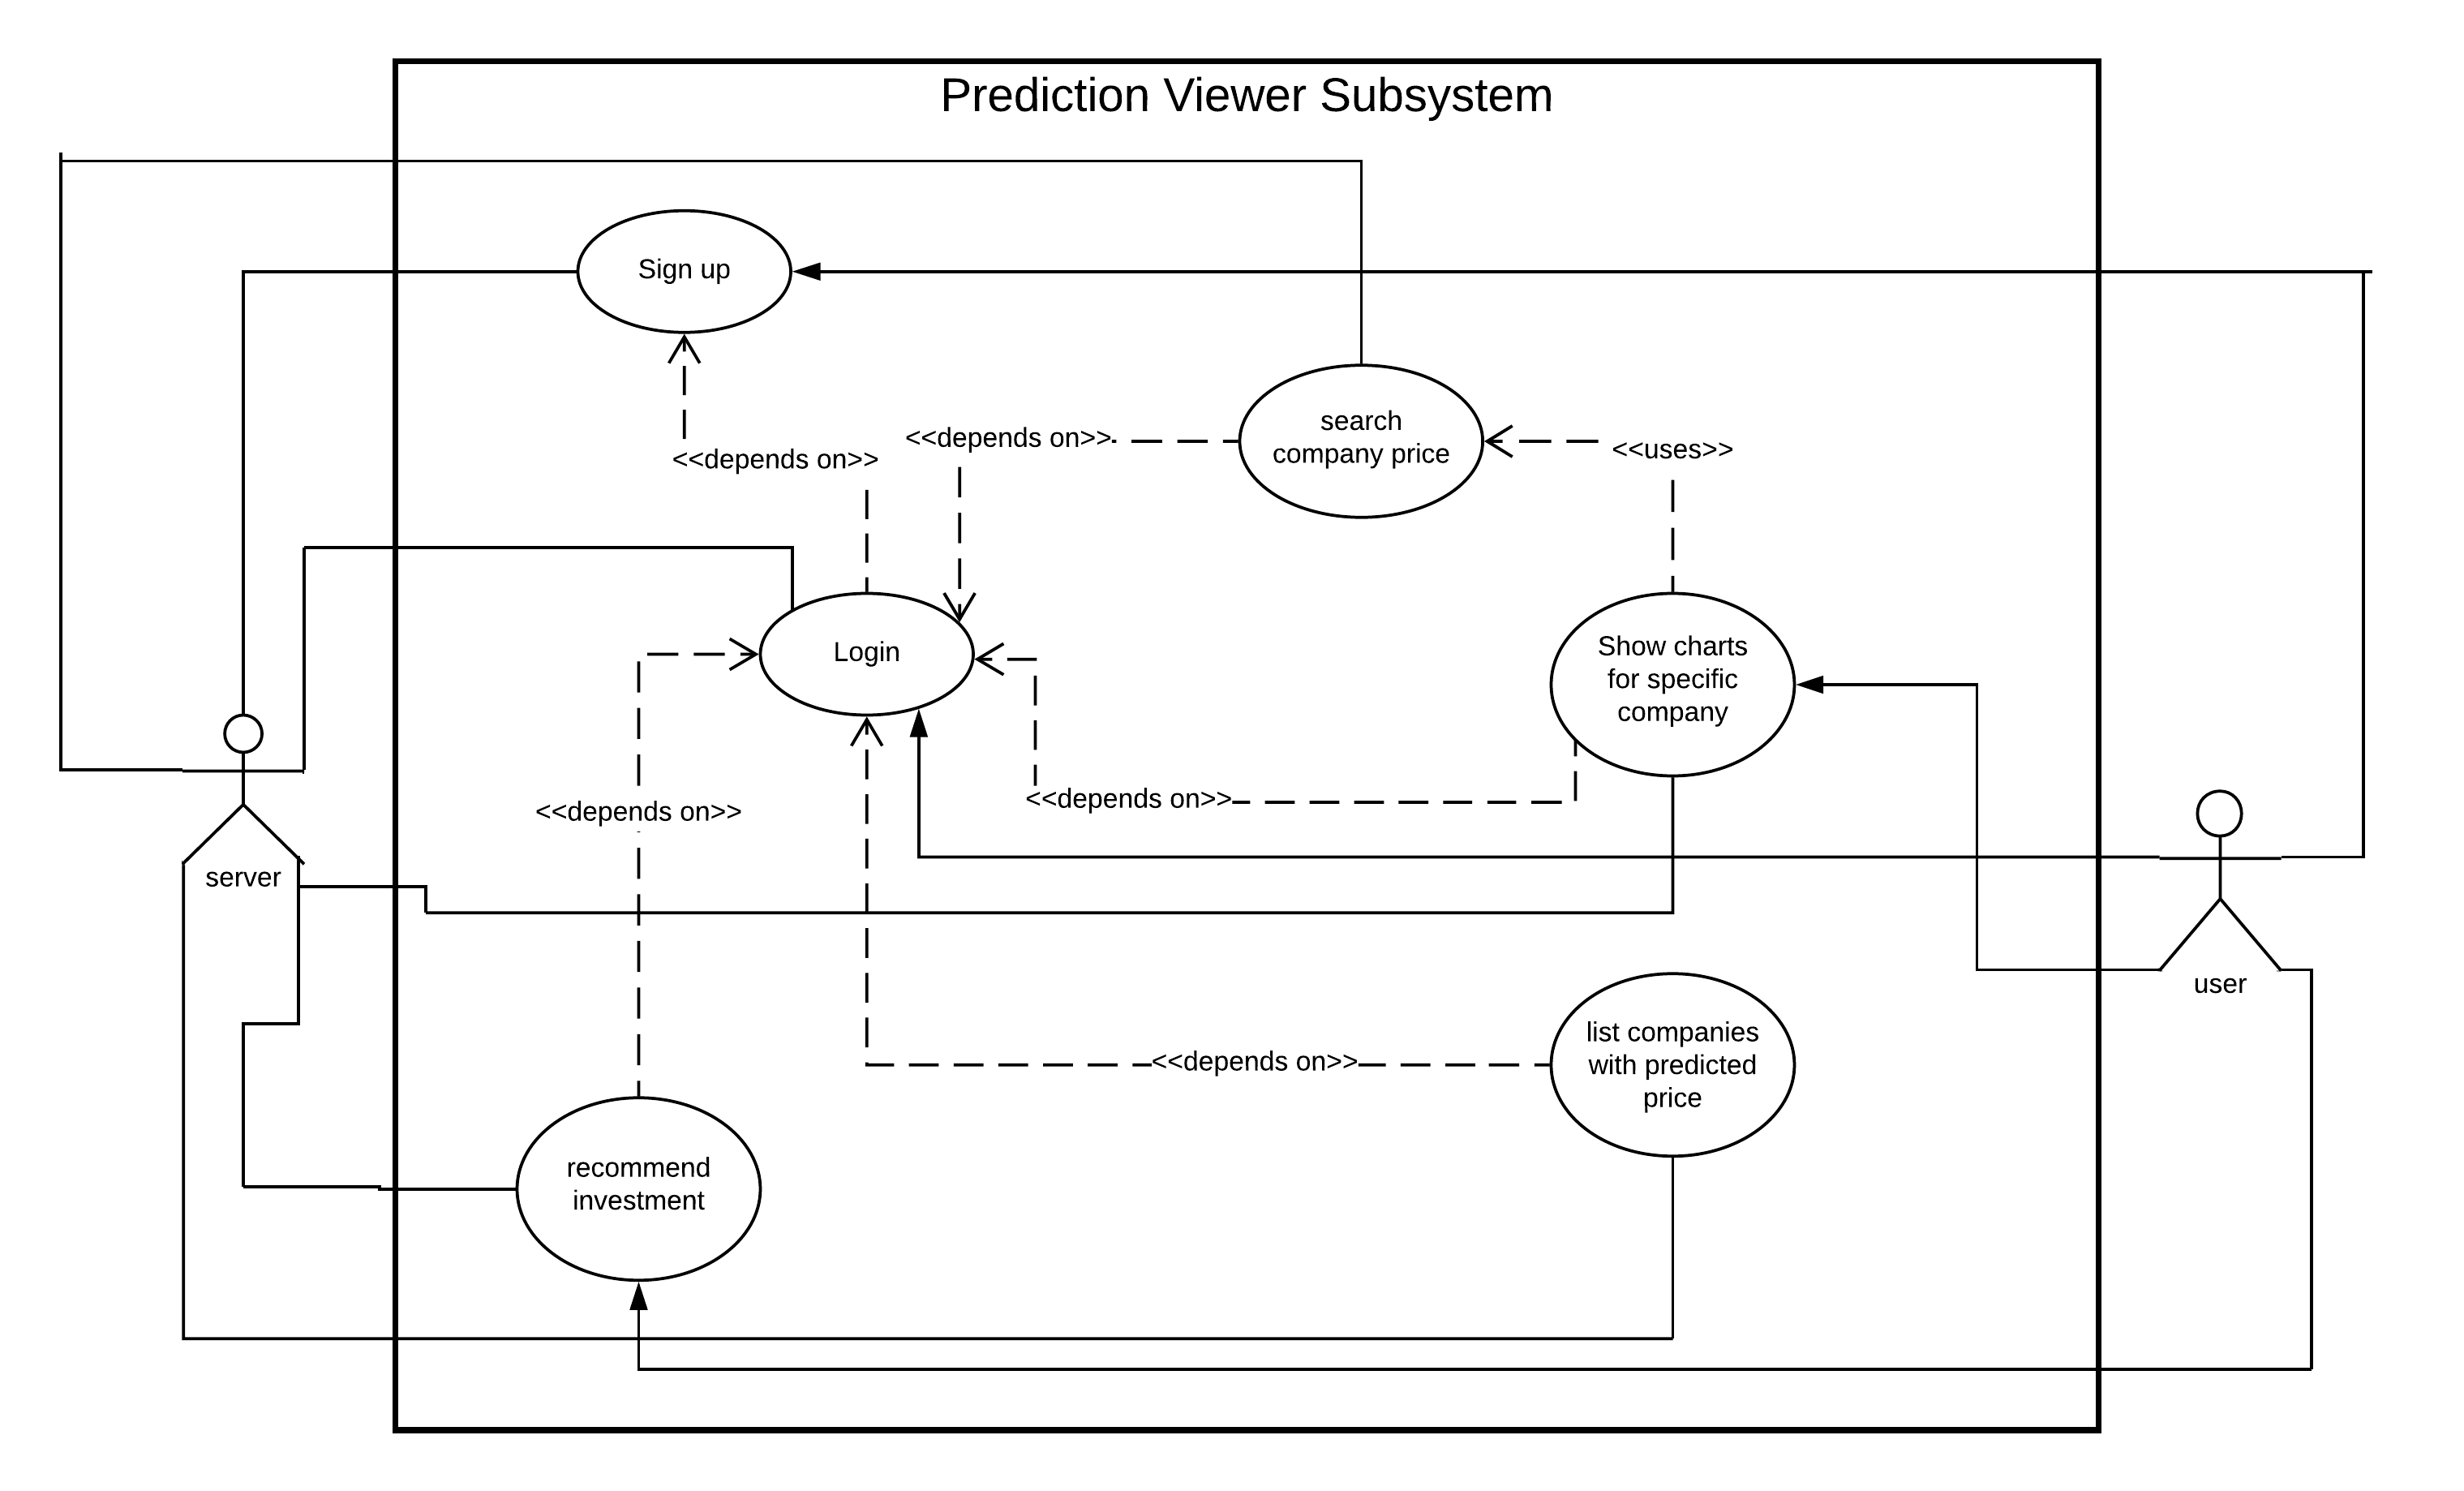 Prediction Viewer Subsystem
Sign up
search
company price
<<depends on>>
<<depends on>>
<<uses>>
Login
Show charts
for specific
company
<<depends on>>
<<depends on>>
server
user
list companies
with predicted
price
<<depends on>>
recommend
investment